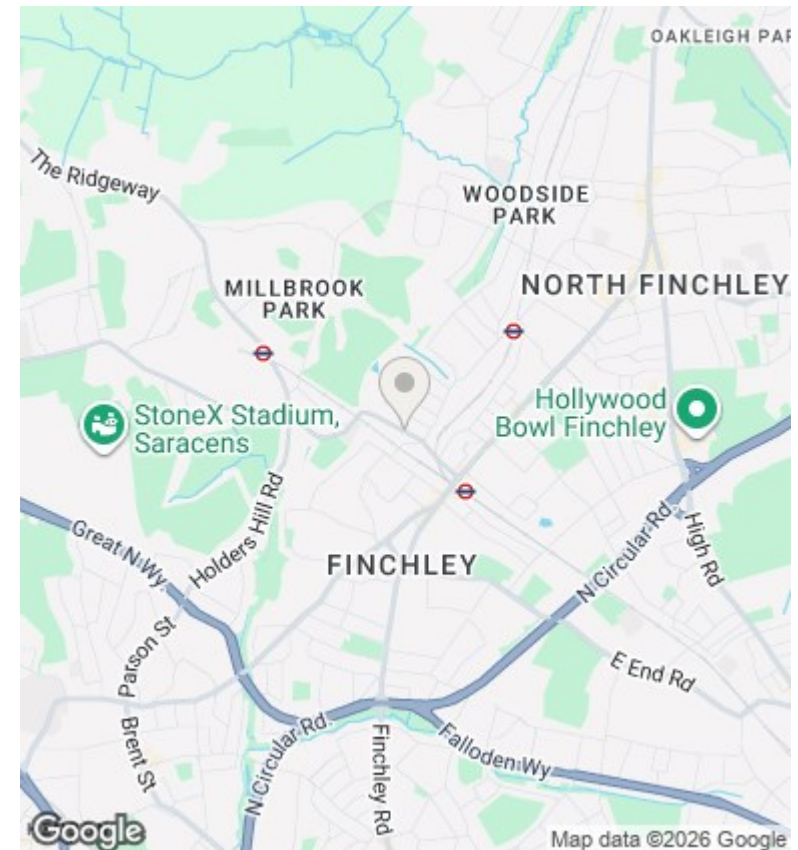 OAKLEIGH PAR
The Ridgeway
WOODSIDE
PARK
MILLBROOK
PARK
NORTH FINCHLEY
StoneX Stadium,
Saracens
Hollywood
Bowl Finchley
Holders Hill Rd
Great N Wy.
N Circular Rd.
High Rd
FINCHLEY
Parson St
E End Rd
Brent St
N Circular Rd.
Finchley Rd
Falloden Wy
Google
Map data ©2026 Google